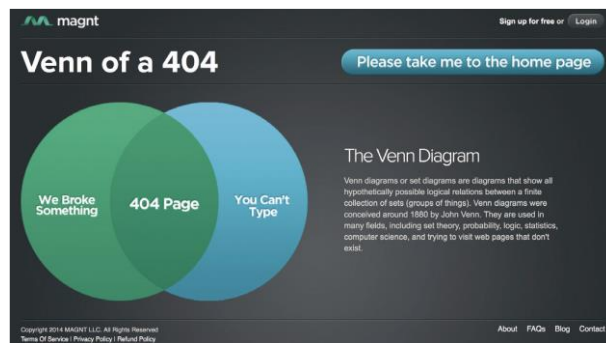 magnt
Sign up for free or Login
Venn of a 404
Please take me to the home page
We Broke
Something
404 Page
You Can't
Type
The Venn Diagram
Venn diagrams or set diagrams are diagrams that show all
hypothetically possible logical relations between a finite
collection of sets (groups of things). Venn diagrams were
conceived around 1880 by John Venn. They are used in
many fields, including set theory, probability, logic, statistics,
computer science, and trying to visit web pages that don't
exist.
Copyright 2014 MAGNT LLC. All Rights Reserved
Terms Of Service | Privacy Policy | Refund Policy
About FAQs Blog Contact